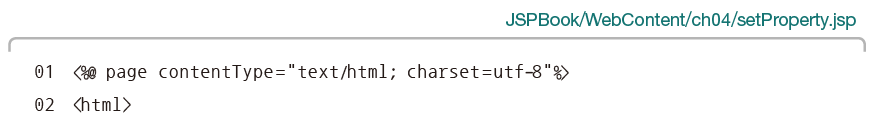 JSPBook/WebContent/ch04/setProperty.jsp
01 <%@ page contentType="text/html; charset=utf-8"%>
02 <html>